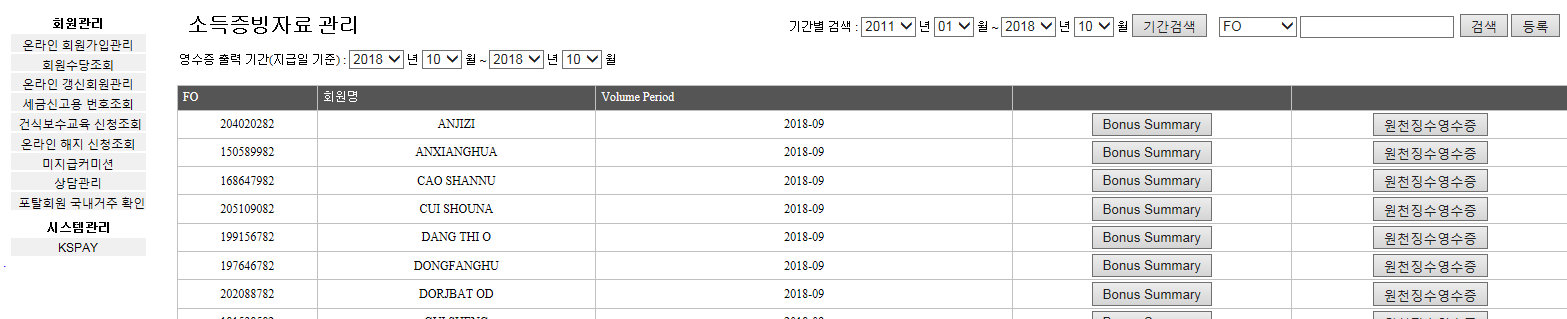 회원관리
온라인 회원가입관리
회원수당조회
온라인 갱신회원관리
세금신고용 번호조회
건식보수교육 신청조회
온라인 해지 신청조회
미지급커미션
상담관리
포탈회원 국내거주 확인
시스템관리
KSPAY
소득증빙자료 관리
기간별 검색 : 2011 년 01 월 ~ 2018 년 10 월 기간검색 FO 검색 등록
영수증 출력 기간(지급일 기준) : 2018 년 10 월 ~ 2018 년 10 월
FO 회원명 Volume Period
204020282 ANJIZI 2018-09 Bonus Summary 원천징수영수증
150589982 ANXIANGHUA 2018-09 Bonus Summary 원천징수영수증
168647982 CAO SHANNU 2018-09 Bonus Summary 원천징수영수증
205109082 CUI SHOUNA 2018-09 Bonus Summary 원천징수영수증
199156782 DANG THI O 2018-09 Bonus Summary 원천징수영수증
197646782 DONGFANGHU 2018-09 Bonus Summary 원천징수영수증
202088782 DORJBAT OD 2018-09 Bonus Summary 원천징수영수증